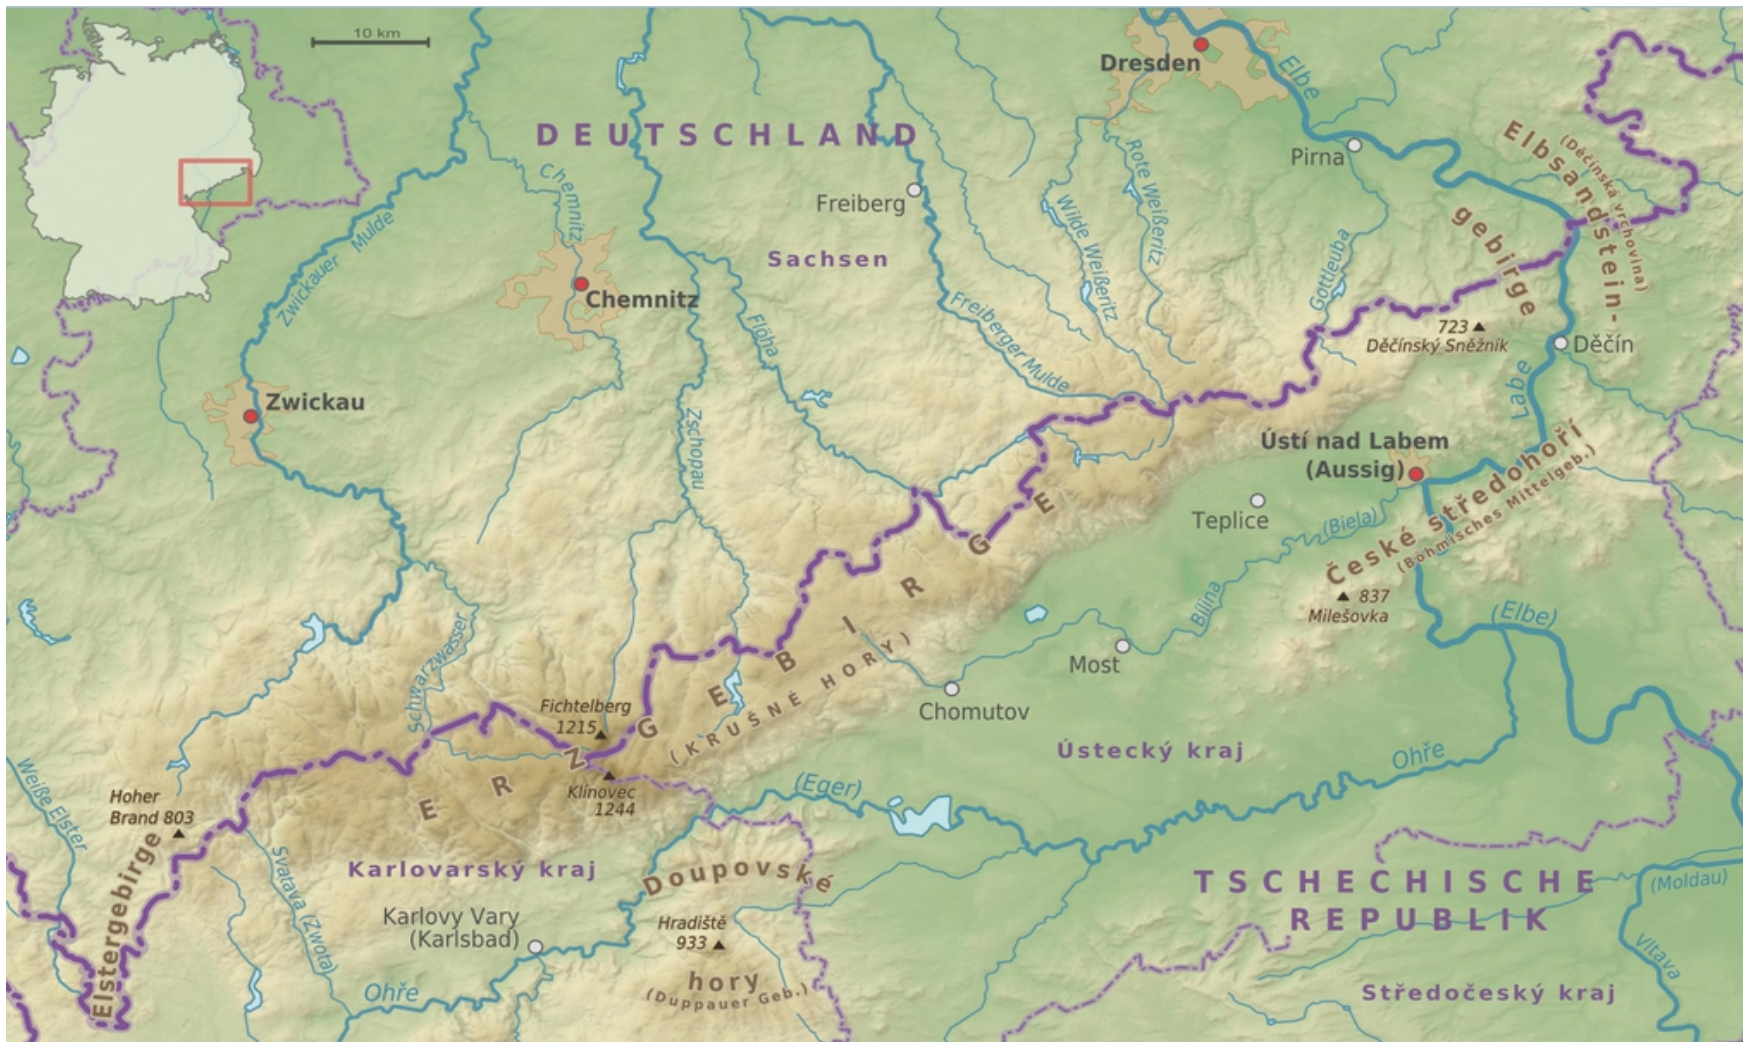 10 km
Dresden
Elbe
DEUTSCHLAND
Pirna
Elbsandstein-
gebirge
(Děčínská vrchovina)
Chemnitz
Freiberg
Rote Weißeritz
Wilde Weißeritz
Zwickauer Mulde
Sachsen
Gottleuba
Chemnitz
Freiberger Mulde
Flöha
723
Děčínský Sněžník
Děčín
Labe
Zwickau
Zschopau
Ústí nad Labem
(Aussig)
Teplice
(Biela)
České středohoří
(Böhmisches Mittelgeb.)
837
Milešovka
Bílina
(Elbe)
Schwarzwasser
Most
Chomutov
ERZGEBIRGE
(KRUŠNÉ HORY)
Fichtelberg
1215
Klínovec
1244
Ústecký kraj
Ohře
(Eger)
Weiße Elster
Hoher
Brand 803
Elstergebirge
Svatava (Zwota)
Karlovarský kraj
Doupovské
hory
(Duppauer Geb.)
Hradiště
933
Karlovy Vary
(Karlsbad)
Ohře
TSCHECHISCHE
REPUBLIK
(Moldau)
Vltava
Středočeský kraj